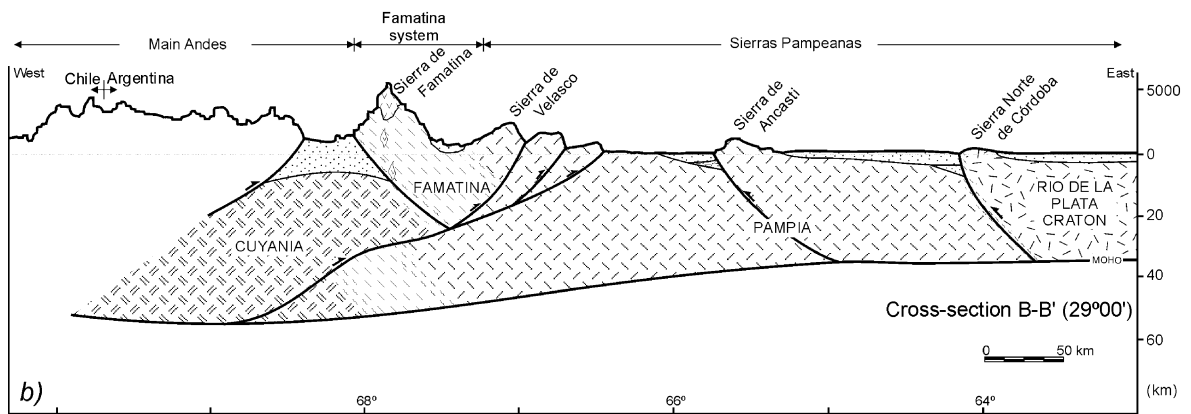 Famatina
system
Main Andes
Sierras Pampeanas
West
Chile
Argentina
Sierra de
Famatina
Sierra de
Velasco
Sierra de
Ancasti
Sierra Norte
de Córdoba
East
5000
0
FAMATINA
CUYANIA
PAMPIA
RIO DE LA
PLATA
CRATON
20
MOHO
40
Cross-section B-B' (29º00')
0 50 km
60
b)
(km)
68º
66º
64º